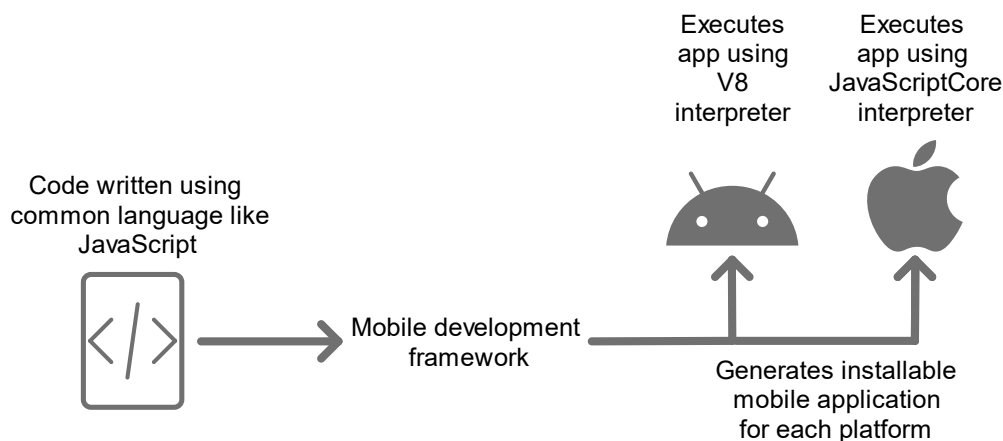 Executes
app using
V8
interpreter
Executes
app using
JavaScriptCore
interpreter
Code written using
common language like
JavaScript
</>
Mobile development
framework
Generates installable
mobile application
for each platform